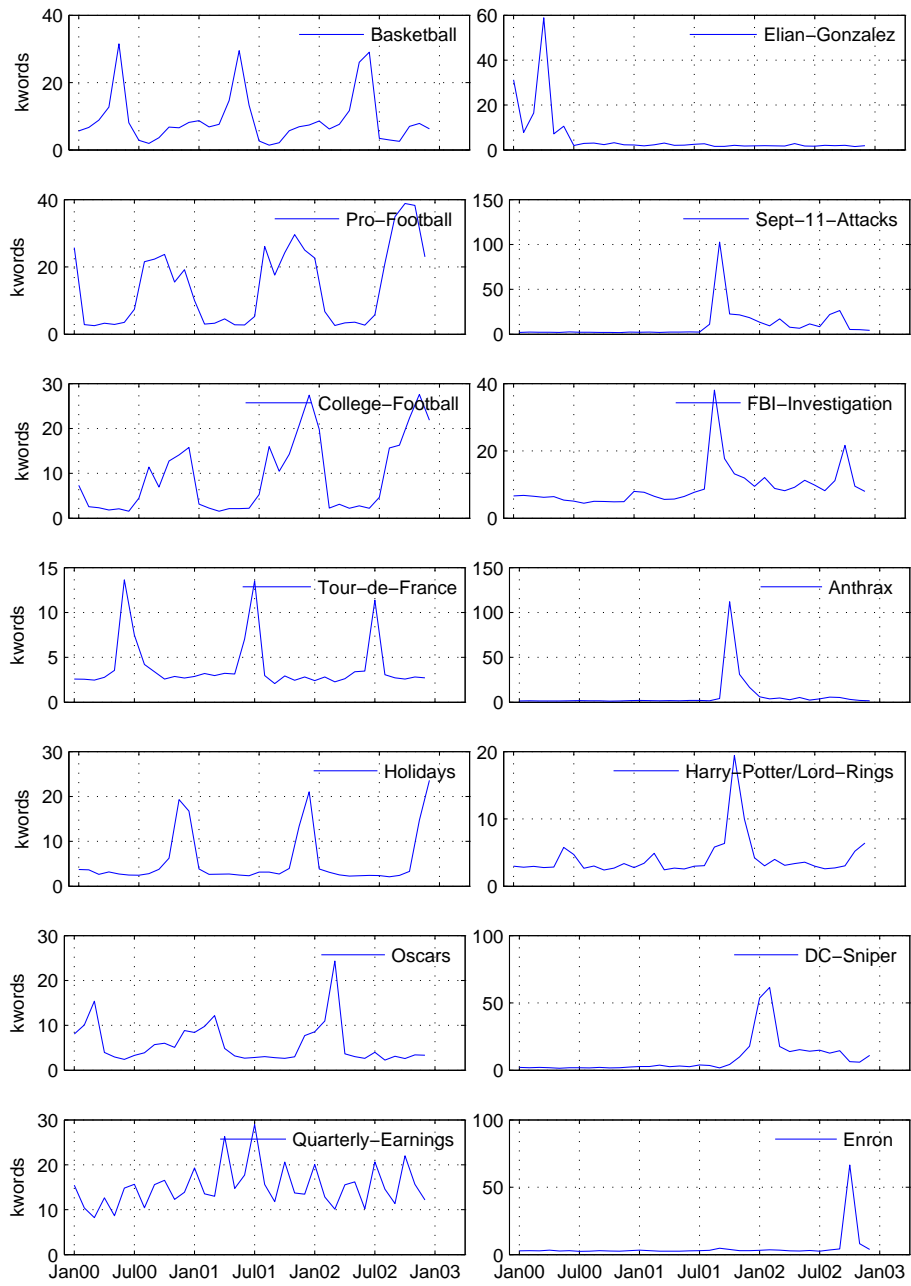 40
20
0
kwords
Basketball
60
40
20
0
Elian−Gonzalez
40
20
0
kwords
Pro−Football
150
100
50
0
Sept−11−Attacks
30
20
10
0
kwords
College−Football
40
20
0
FBI−Investigation
15
10
5
0
kwords
Tour−de−France
150
100
50
0
Anthrax
30
20
10
0
kwords
Holidays
20
10
0
Harry−Potter/Lord−Rings
30
20
10
0
kwords
Oscars
100
50
0
DC−Sniper
30
20
10
0
kwords
Quarterly−Earnings
100
50
0
Enron
Jan00 Jul00 Jan01 Jul01 Jan02 Jul02 Jan03
Jan00 Jul00 Jan01 Jul01 Jan02 Jul02 Jan03